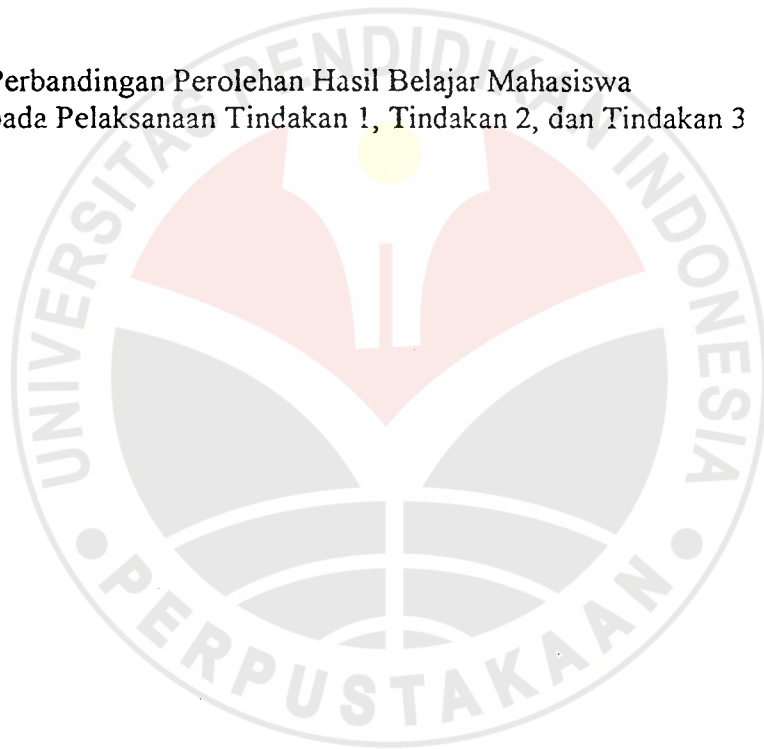 Perbandingan Perolehan Hasil Belajar Mahasiswa
pada Pelaksanaan Tindakan 1, Tindakan 2, dan Tindakan 3
UNIVERSITAS PENDIDIKAN INDONESIA
PERPUSTAKAAN